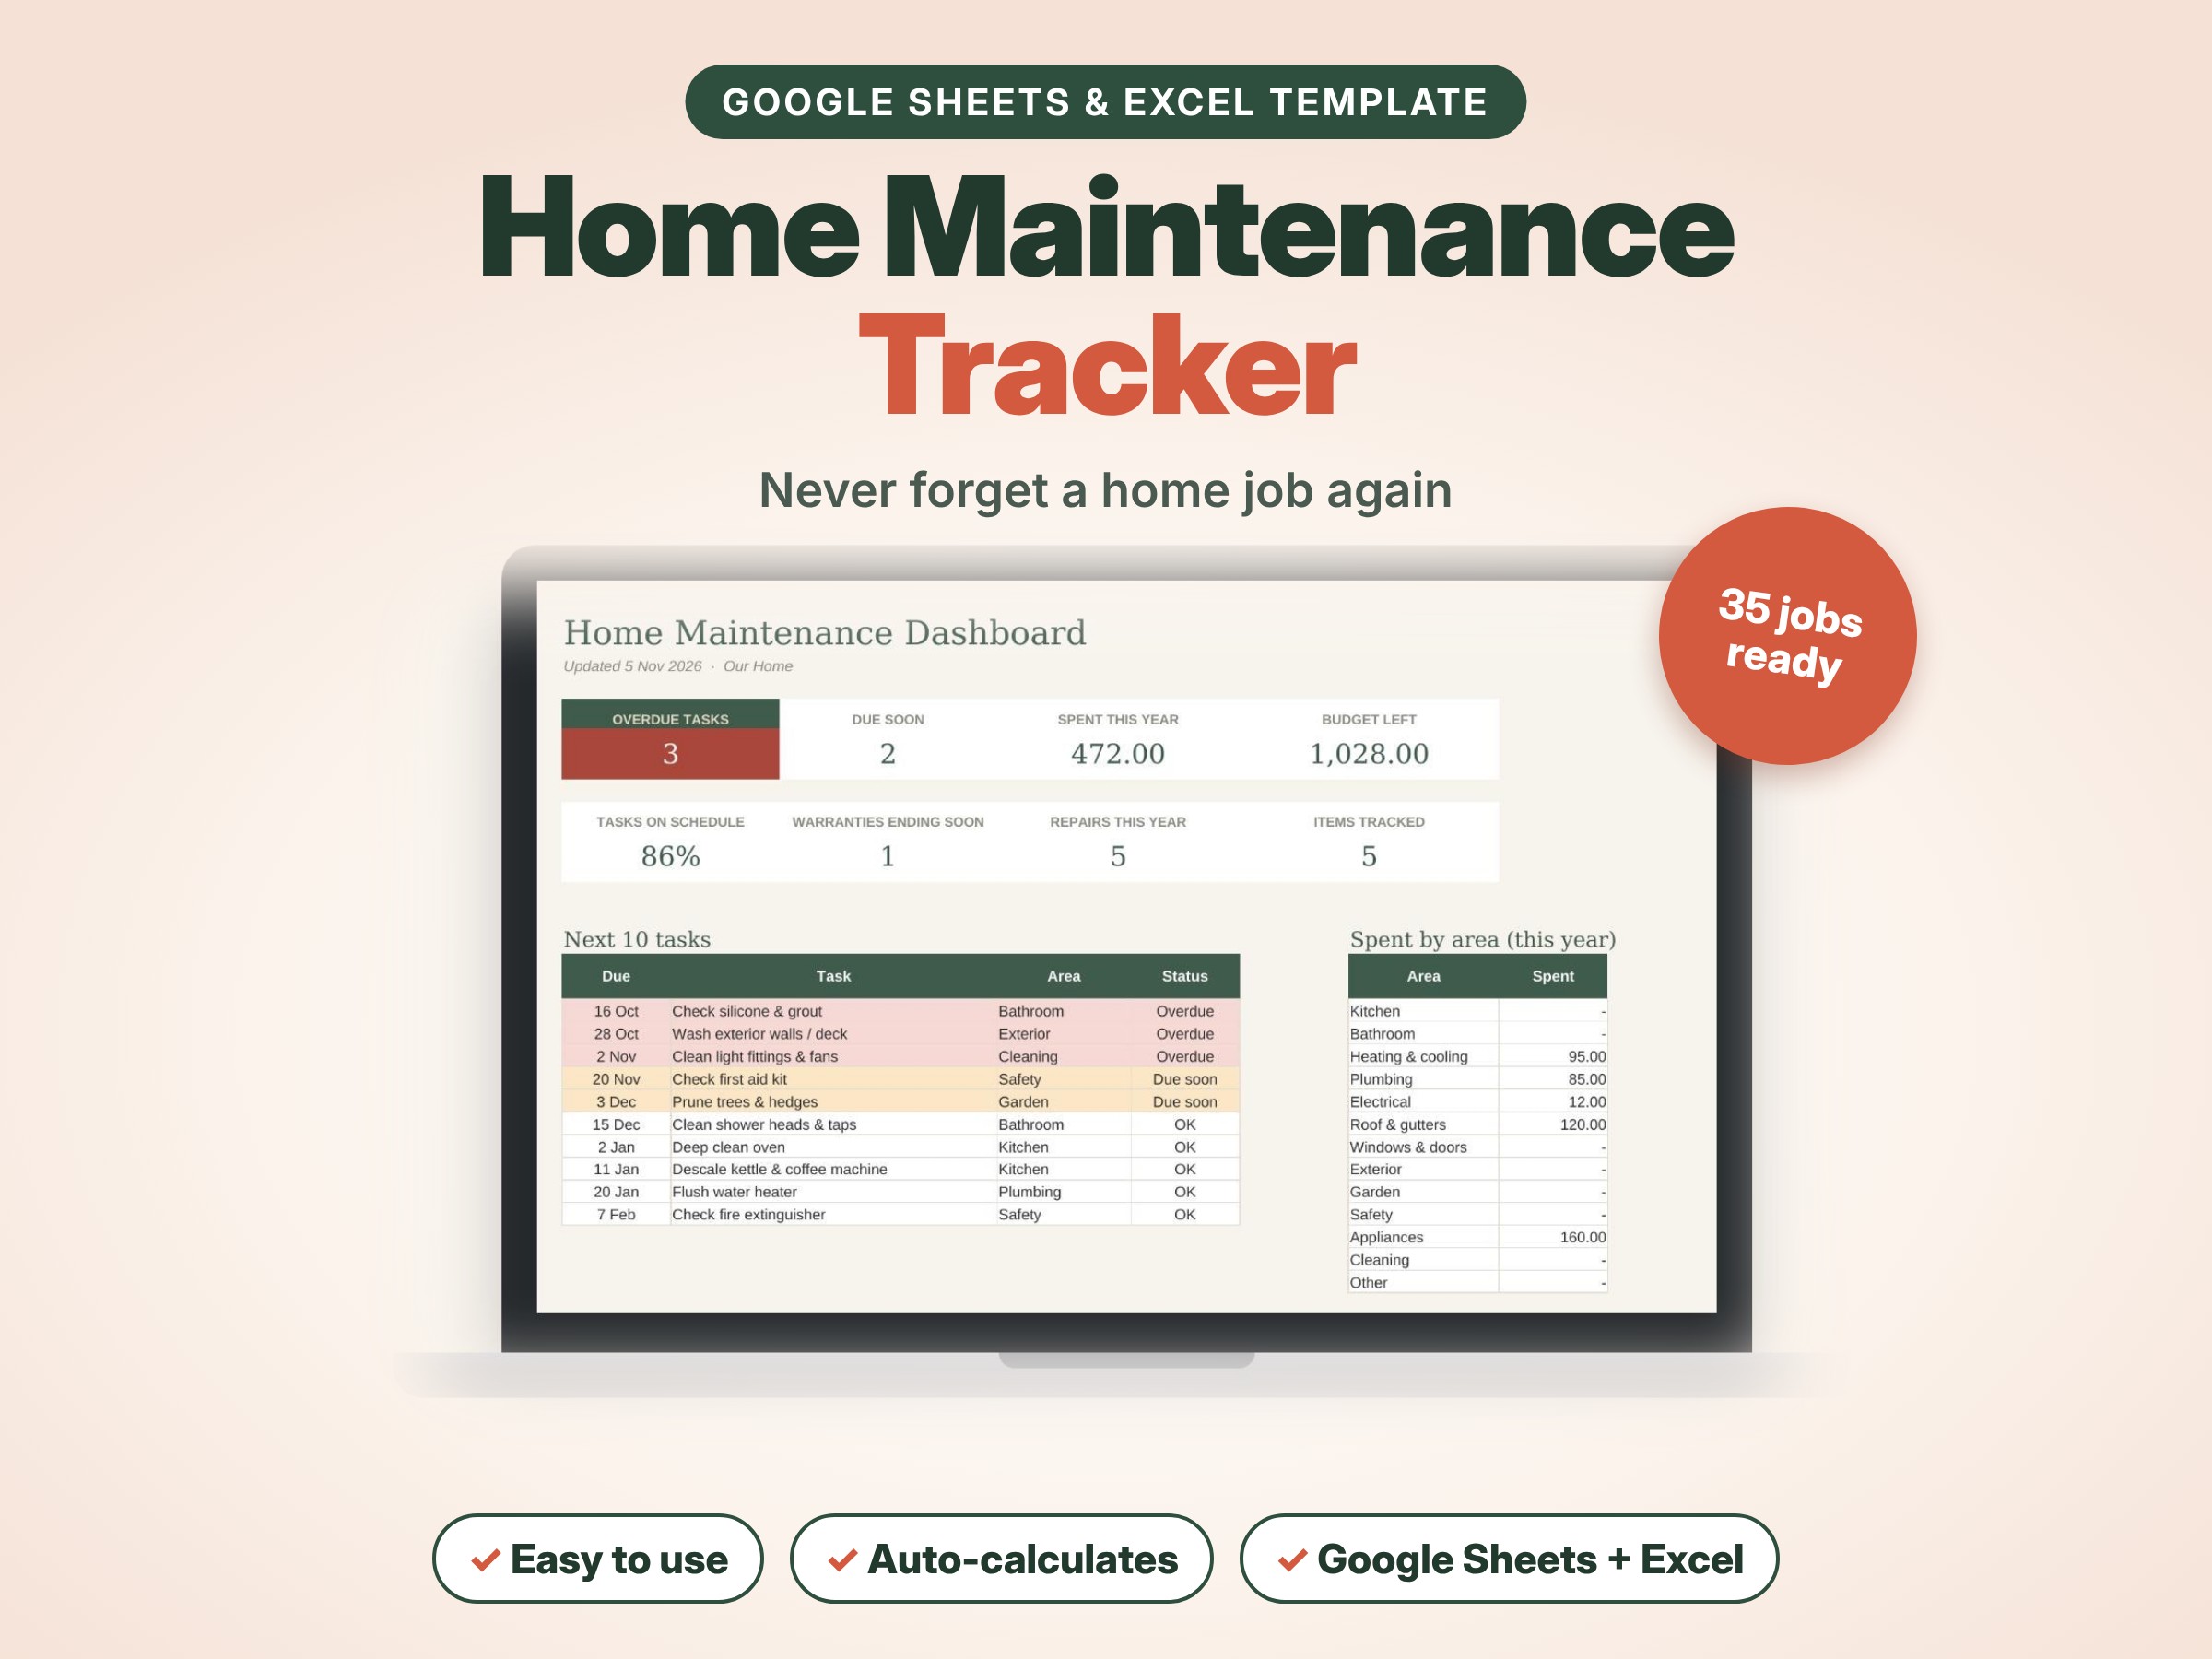 GOOGLE SHEETS & EXCEL TEMPLATE
Home Maintenance
Tracker
Never forget a home job again
35 jobs
ready
Home Maintenance Dashboard
Updated 5 Nov 2026 · Our Home
OVERDUE TASKS DUE SOON SPENT THIS YEAR BUDGET LEFT
3 2 472.00 1,028.00
TASKS ON SCHEDULE WARRANTIES ENDING SOON REPAIRS THIS YEAR ITEMS TRACKED
86% 1 5 5
Next 10 tasks
Due Task Area Status
16 Oct Check silicone & grout Bathroom Overdue
28 Oct Wash exterior walls / deck Exterior Overdue
2 Nov Clean light fittings & fans Cleaning Overdue
20 Nov Check first aid kit Safety Due soon
3 Dec Prune trees & hedges Garden Due soon
15 Dec Clean shower heads & taps Bathroom OK
2 Jan Deep clean oven Kitchen OK
11 Jan Descale kettle & coffee machine Kitchen OK
20 Jan Flush water heater Plumbing OK
7 Feb Check fire extinguisher Safety OK
Spent by area (this year)
Area Spent
Kitchen -
Bathroom -
Heating & cooling 95.00
Plumbing 85.00
Electrical 12.00
Roof & gutters 120.00
Windows & doors -
Exterior -
Garden -
Safety -
Appliances 160.00
Cleaning -
Other -
Easy to use
Auto-calculates
Google Sheets + Excel